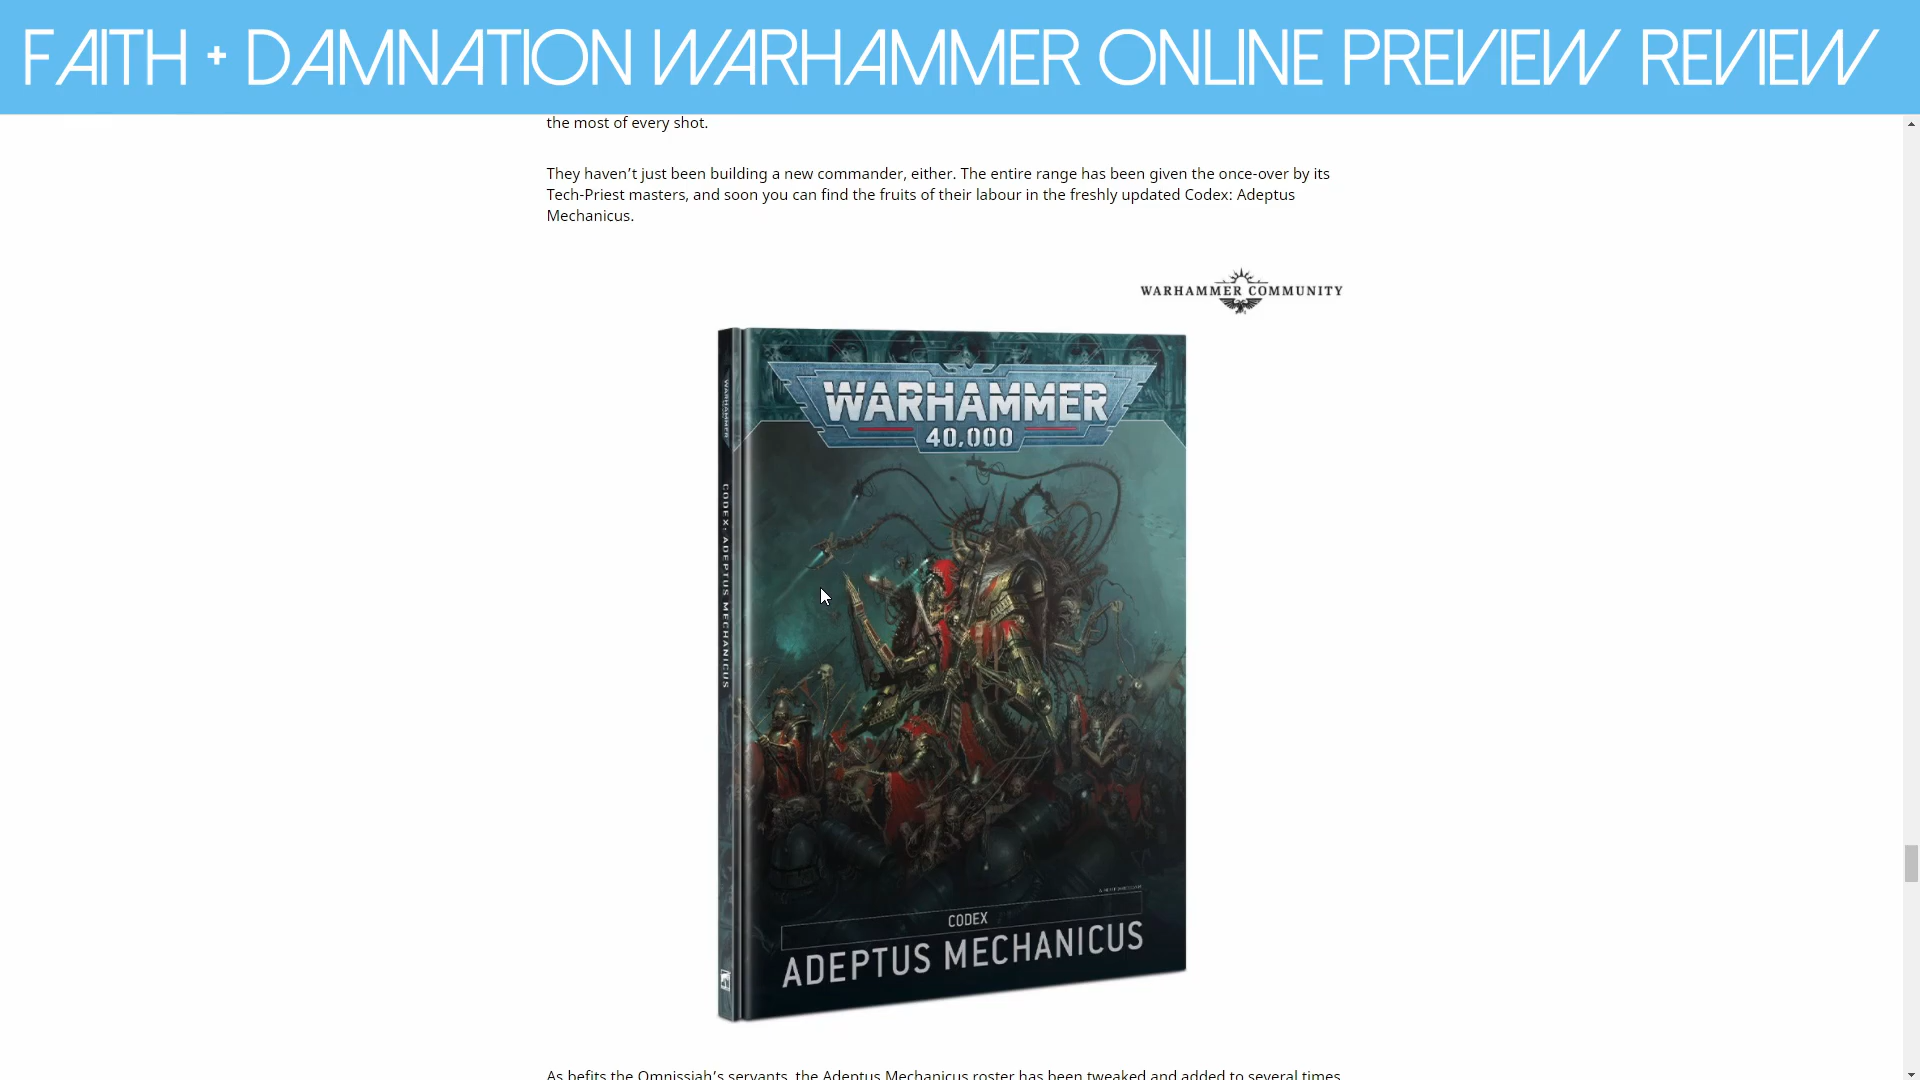 FAITH + DAMNATION WARHAMMER ONLINE PREVIEW REVIEW
the most of every shot.
They haven’t just been building a new commander, either. The entire range has been given the once-over by its
Tech-Priest masters, and soon you can find the fruits of their labour in the freshly updated Codex: Adeptus
Mechanicus.
WARHAMMER COMMUNITY
WARHAMMER
40,000
WARHAMMER
CODEX: ADEPTUS MECHANICUS
CODEX
ADEPTUS MECHANICUS
As befits the Omnissiah’s servants, the Adeptus Mechanicus roster has been tweaked and added to several times